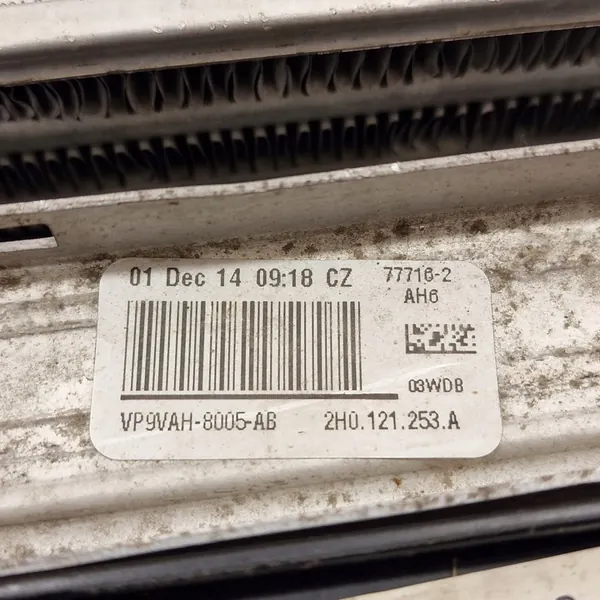 01 Dec 14 09:18 CZ
77716-2
AH6
03WDB
VP9VAH-8005-AB
2H0.121.253.A